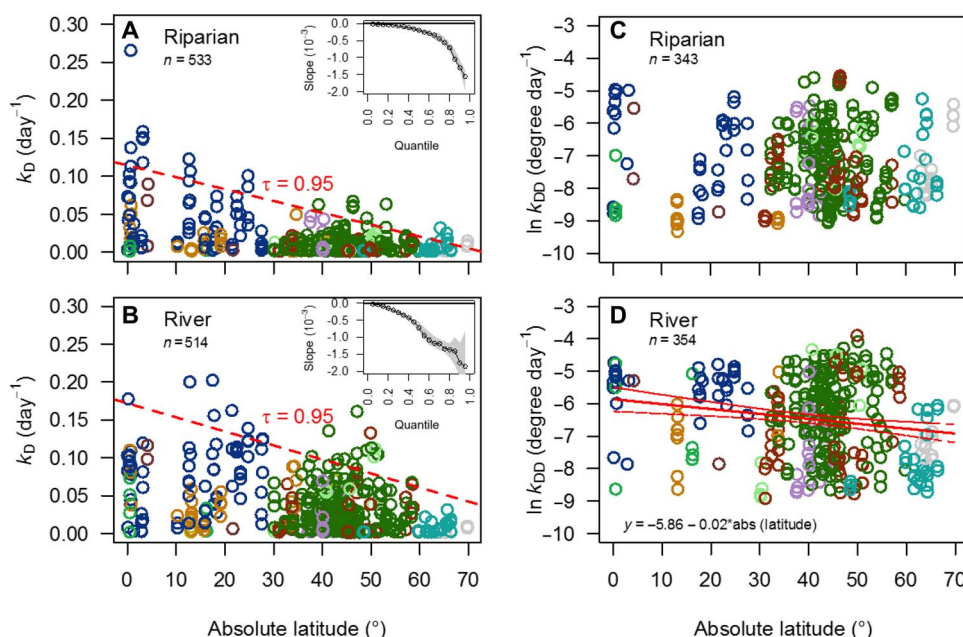 A
Riparian
n = 533
0.30
0.25
0.20
0.15
0.10
0.05
0.00
kD (day−1)
τ = 0.95
Slope (10−3)
0.0
−0.5
−1.0
−1.5
−2.0
0.0
0.2
0.4
0.6
0.8
1.0
Quantile
C
Riparian
n = 343
−3
−4
−5
−6
−7
−8
−9
−10
ln kDD (degree day−1)
B
River
n = 514
0.30
0.25
0.20
0.15
0.10
0.05
0.00
kD (day−1)
τ = 0.95
Slope (10−3)
0.0
−0.5
−1.0
−1.5
−2.0
0.0
0.2
0.4
0.6
0.8
1.0
Quantile
0 10 20 30 40 50 60 70
Absolute latitude (°)
D
River
n = 354
−3
−4
−5
−6
−7
−8
−9
−10
ln kDD (degree day−1)
y = −5.86 − 0.02*abs (latitude)
0 10 20 30 40 50 60 70
Absolute latitude (°)